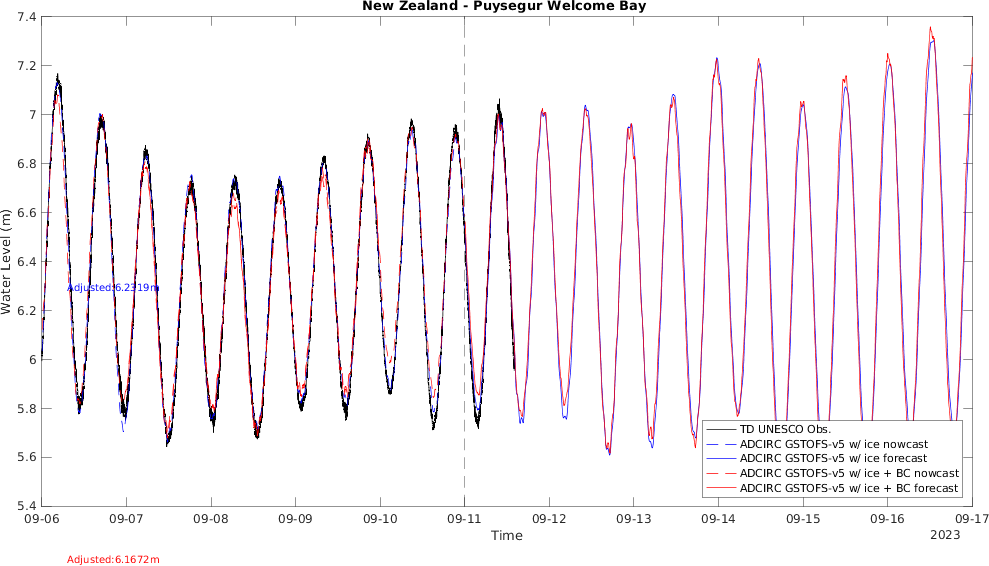 New Zealand - Puysegur Welcome Bay
Water Level (m)
7.4
7.2
7
6.8
6.6
6.4
6.2
6
5.8
5.6
5.4
Adjusted:6.2319m
TD UNESCO Obs.
ADCIRC GSTOFS-v5 w/ ice nowcast
ADCIRC GSTOFS-v5 w/ ice forecast
ADCIRC GSTOFS-v5 w/ ice + BC nowcast
ADCIRC GSTOFS-v5 w/ ice + BC forecast
09-06 09-07 09-08 09-09 09-10 09-11 09-12 09-13 09-14 09-15 09-16 09-17
Time
2023
Adjusted:6.1672m